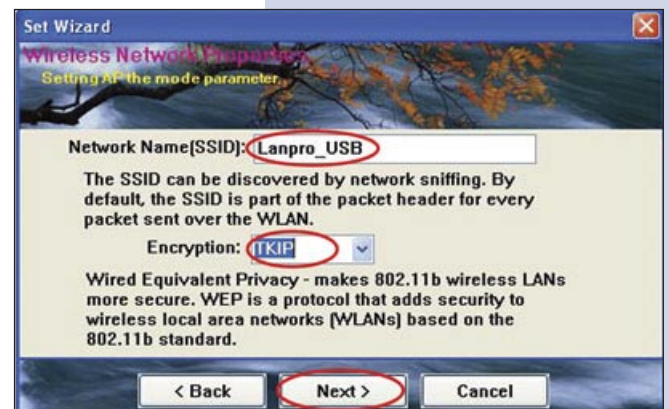 Set Wizard
Wireless Network Properties
Setting AP the mode parameter.
Network Name(SSID): Lanpro_USB
The SSID can be discovered by network sniffing. By
default, the SSID is part of the packet header for every
packet sent over the WLAN.
Encryption: TKIP
Wired Equivalent Privacy - makes 802.11b wireless LANs
more secure. WEP is a protocol that adds security to
wireless local area networks (WLANs) based on the
802.11b standard.
< Back Next > Cancel